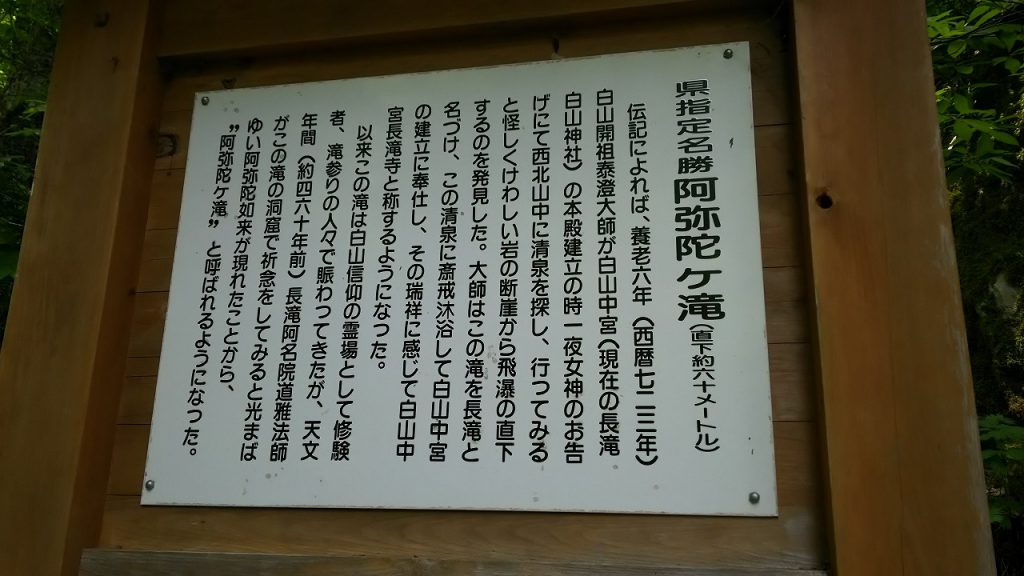 県指定名勝阿弥陀ケ滝(直下約六十メートル)
伝記によれば、養老六年(西暦七二三年)
白山開祖泰澄大師が白山中宮(現在の長滝
白山神社)の本殿建立の時一夜女神のお告
げにて西北山中に清泉を探し、行ってみる
と怪しくけわしい岩の断崖から飛瀑の直下
するのを発見した。大師はこの滝を長滝と
名づけ、この清泉に斎戒沐浴して白山中宮
の建立に奉仕し、その瑞祥に感じて白山中
宮長滝寺と称するようになった。
以来この滝は白山信仰の霊場として修験
者、滝参りの人々で賑わってきたが、天文
年間(約四六十年前)長滝阿名院道雅法師
がこの滝の洞窟で祈念をしてみると光まば
ゆい阿弥陀如来が現れたことから、
"阿弥陀ケ滝"と呼ばれるようになった。